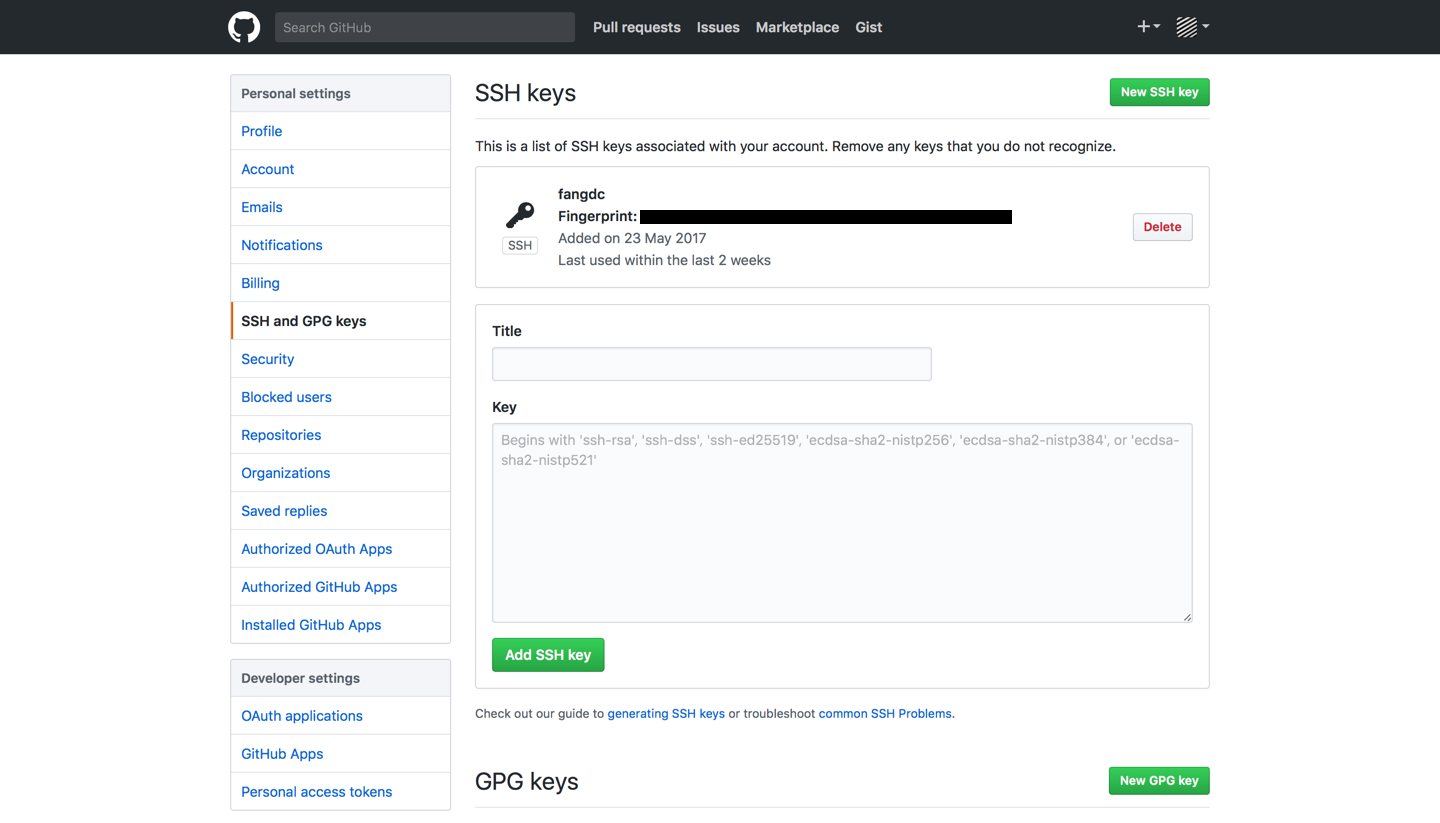 Search GitHub
Pull requests
Issues
Marketplace
Gist
Personal settings
Profile
Account
Emails
Notifications
Billing
SSH and GPG keys
Security
Blocked users
Repositories
Organizations
Saved replies
Authorized OAuth Apps
Authorized GitHub Apps
Installed GitHub Apps
Developer settings
OAuth applications
GitHub Apps
Personal access tokens
SSH keys
New SSH key
This is a list of SSH keys associated with your account. Remove any keys that you do not recognize.
SSH
fangdc
Fingerprint:
Added on 23 May 2017
Last used within the last 2 weeks
Delete
Title
Key
Begins with 'ssh-rsa', 'ssh-dss', 'ssh-ed25519', 'ecdsa-sha2-nistp256', 'ecdsa-sha2-nistp384', or 'ecdsa-
sha2-nistp521'
Add SSH key
Check out our guide to generating SSH keys or troubleshoot common SSH Problems.
GPG keys
New GPG key